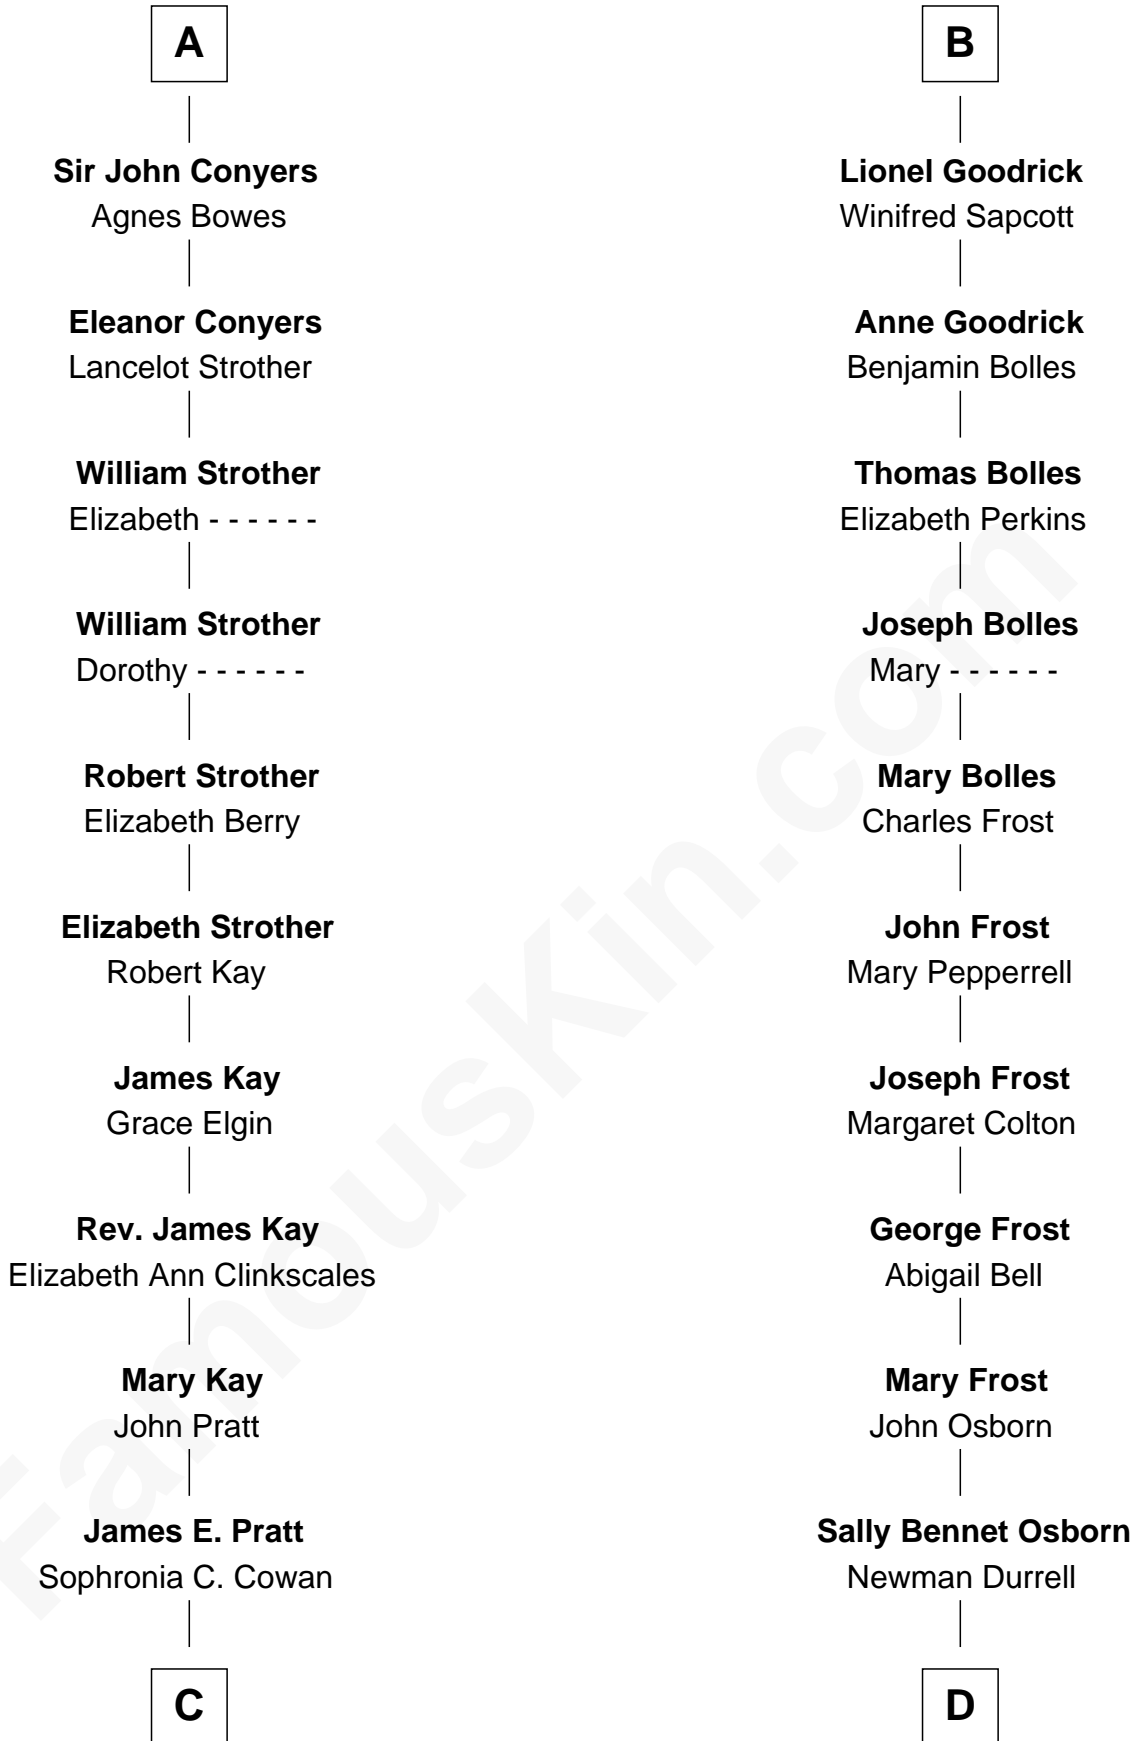 A
Sir John Conyers
Agnes Bowes
Eleanor Conyers
Lancelot Strother
William Strother
Elizabeth - - - - - -
William Strother
Dorothy - - - - - -
Robert Strother
Elizabeth Berry
Elizabeth Strother
Robert Kay
James Kay
Grace Elgin
Rev. James Kay
Elizabeth Ann Clinkscales
Mary Kay
John Pratt
James E. Pratt
Sophronia C. Cowan
C
B
Lionel Goodrick
Winifred Sapcott
Anne Goodrick
Benjamin Bolles
Thomas Bolles
Elizabeth Perkins
Joseph Bolles
Mary - - - - - -
Mary Bolles
Charles Frost
John Frost
Mary Pepperrell
Joseph Frost
Margaret Colton
George Frost
Abigail Bell
Mary Frost
John Osborn
Sally Bennet Osborn
Newman Durrell
D
FamousKin.com